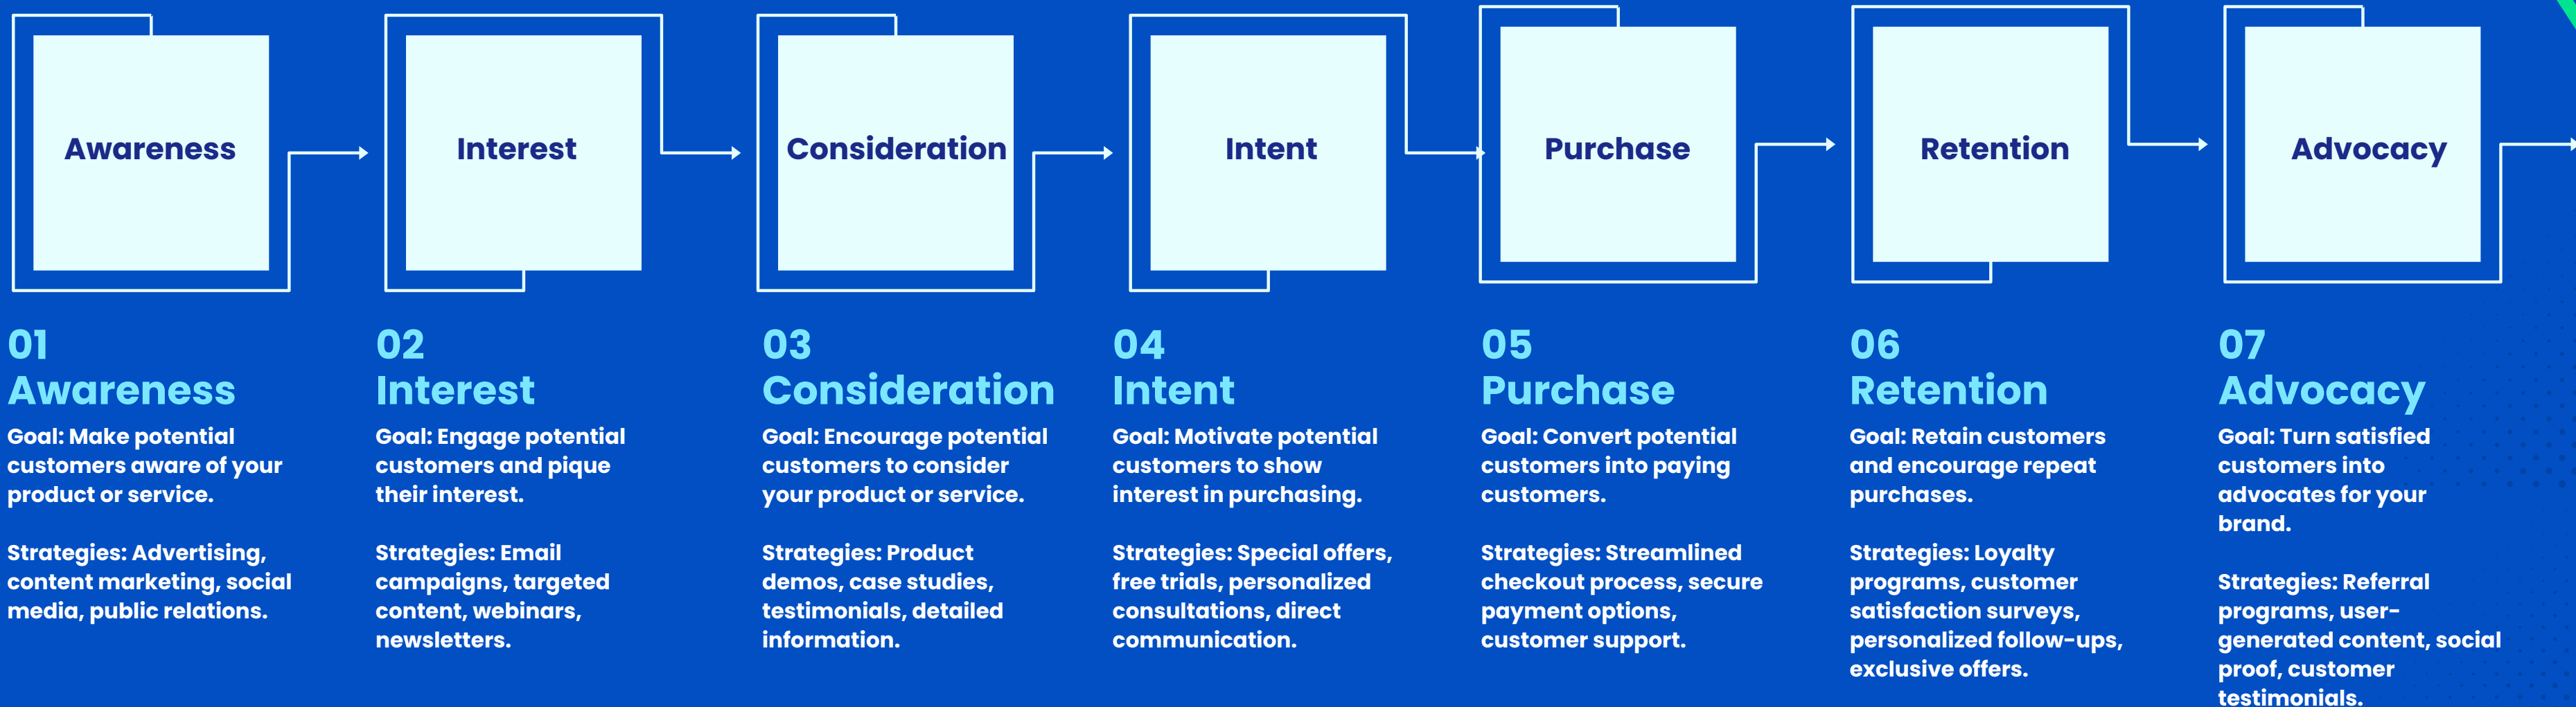 Awareness
Interest
Consideration
Intent
Purchase
Retention
Advocacy
01
Awareness
Goal: Make potential
customers aware of your
product or service.
Strategies: Advertising,
content marketing, social
media, public relations.
02
Interest
Goal: Engage potential
customers and pique
their interest.
Strategies: Email
campaigns, targeted
content, webinars,
newsletters.
03
Consideration
Goal: Encourage potential
customers to consider
your product or service.
Strategies: Product
demos, case studies,
testimonials, detailed
information.
04
Intent
Goal: Motivate potential
customers to show
interest in purchasing.
Strategies: Special offers,
free trials, personalized
consultations, direct
communication.
05
Purchase
Goal: Convert potential
customers into paying
customers.
Strategies: Streamlined
checkout process, secure
payment options,
customer support.
06
Retention
Goal: Retain customers
and encourage repeat
purchases.
Strategies: Loyalty
programs, customer
satisfaction surveys,
personalized follow-ups,
exclusive offers.
07
Advocacy
Goal: Turn satisfied
customers into
advocates for your
brand.
Strategies: Referral
programs, user-
generated content, social
proof, customer
testimonials.